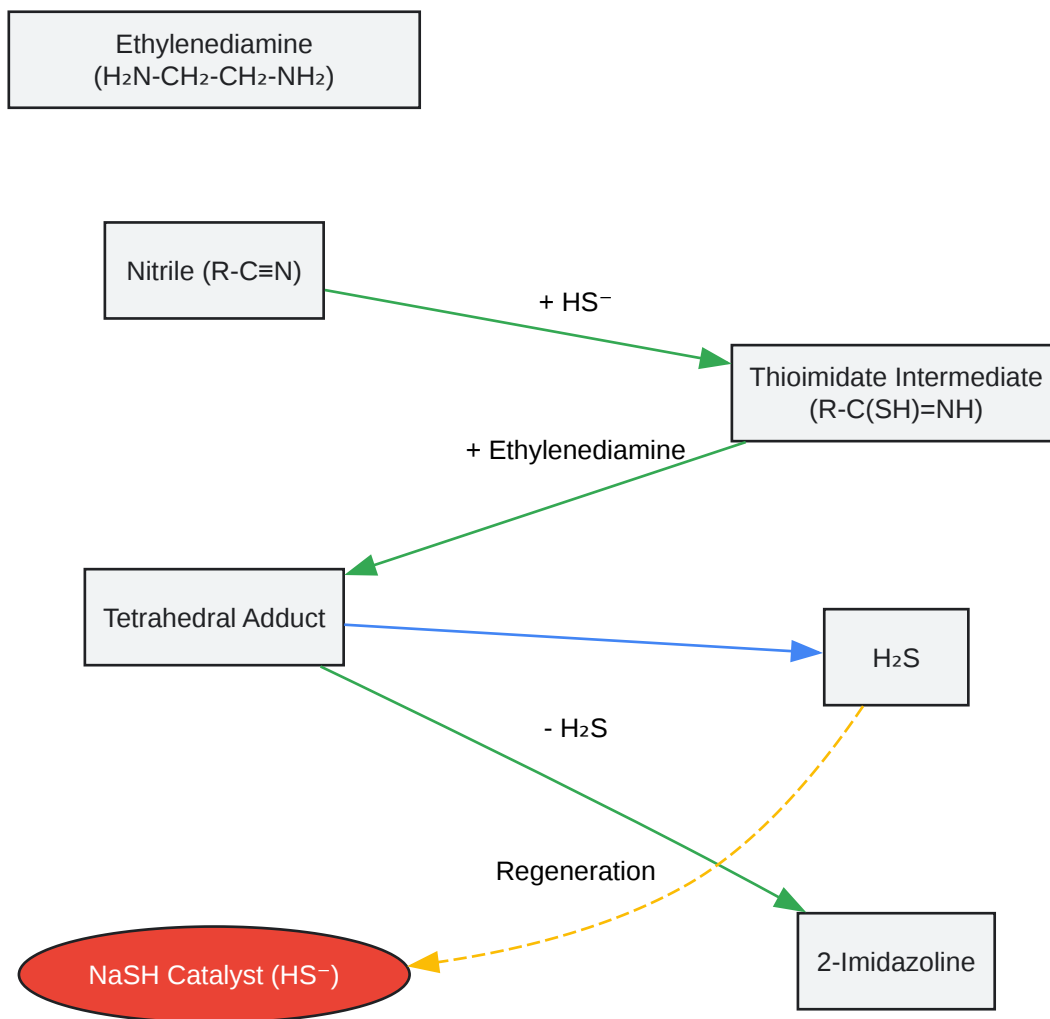 Ethylenediamine
(H₂N-CH₂-CH₂-NH₂)
Nitrile (R-C≡N)
+ HS⁻
Thioimidate Intermediate
(R-C(SH)=NH)
+ Ethylenediamine
Tetrahedral Adduct
H₂S
- H₂S
Regeneration
NaSH Catalyst (HS⁻)
2-Imidazoline